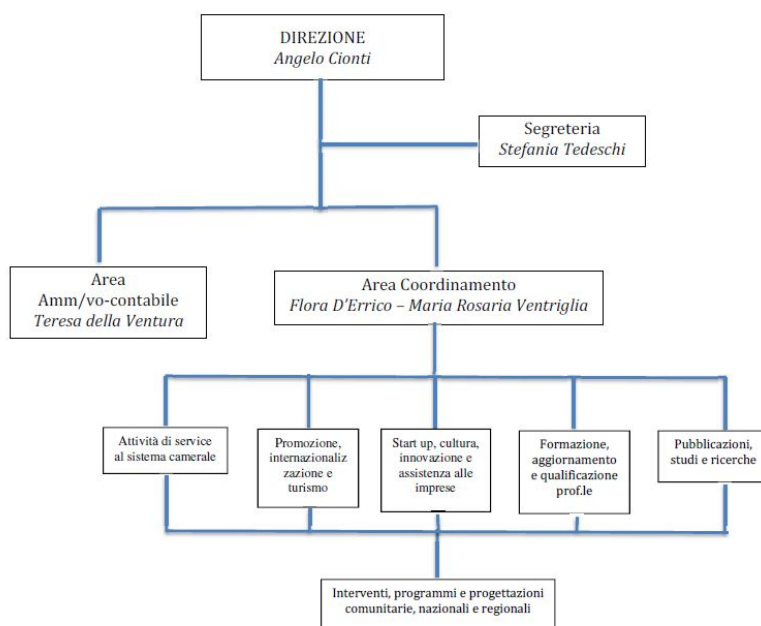 DIREZIONE
Angelo Cionti
Segreteria
Stefania Tedeschi
Area
Amm/vo-contabile
Teresa della Ventura
Area Coordinamento
Flora D'Errico – Maria Rosaria Ventriglia
Attività di service
al sistema camerale
Promozione,
internazionaliz
zazione e
turismo
Start up, cultura,
innovazione e
assistenza alle
imprese
Formazione,
aggiornamento
e qualificazione
prof.le
Pubblicazioni,
studi e ricerche
Interventi, programmi e progettazioni
comunitarie, nazionali e regionali